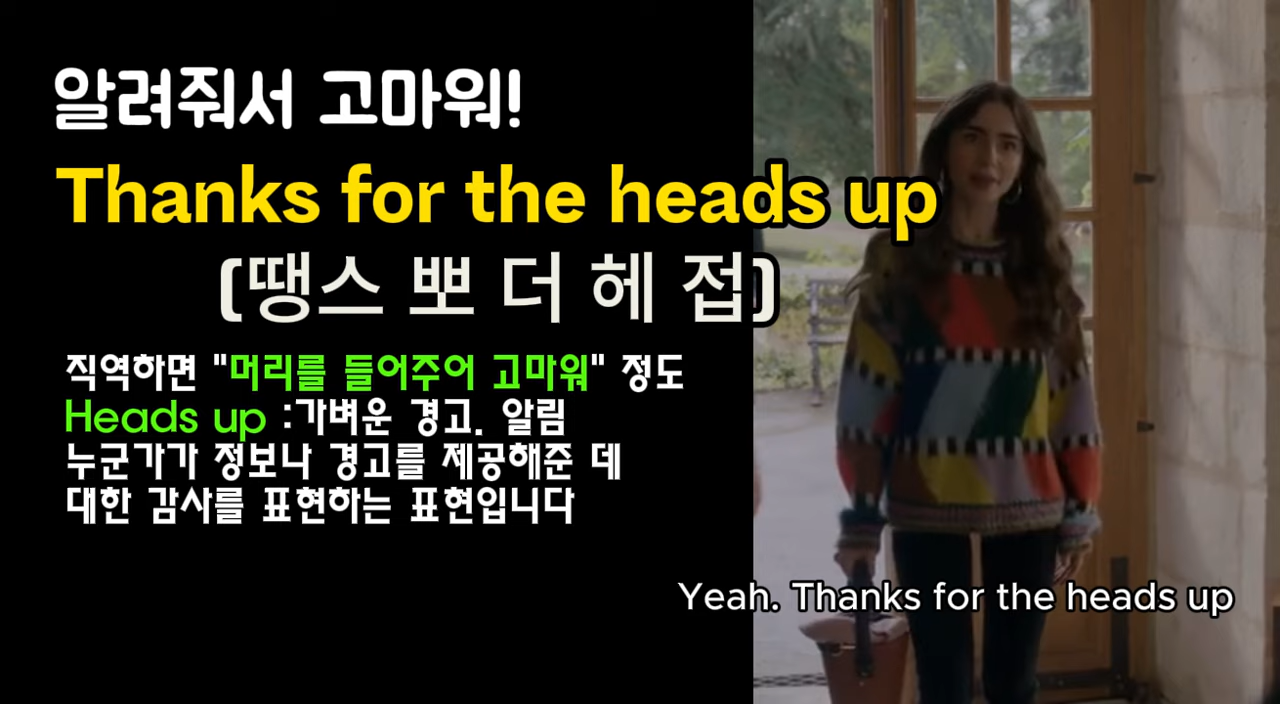 알려줘서 고마워!
Thanks for the heads up
(땡스 뽀 더 헤 접)
직역하면 "머리를 들어주어 고마워" 정도
Heads up :가벼운 경고. 알림
누군가가 정보나 경고를 제공해준 데
대한 감사를 표현하는 표현입니다
Yeah. Thanks for the heads up